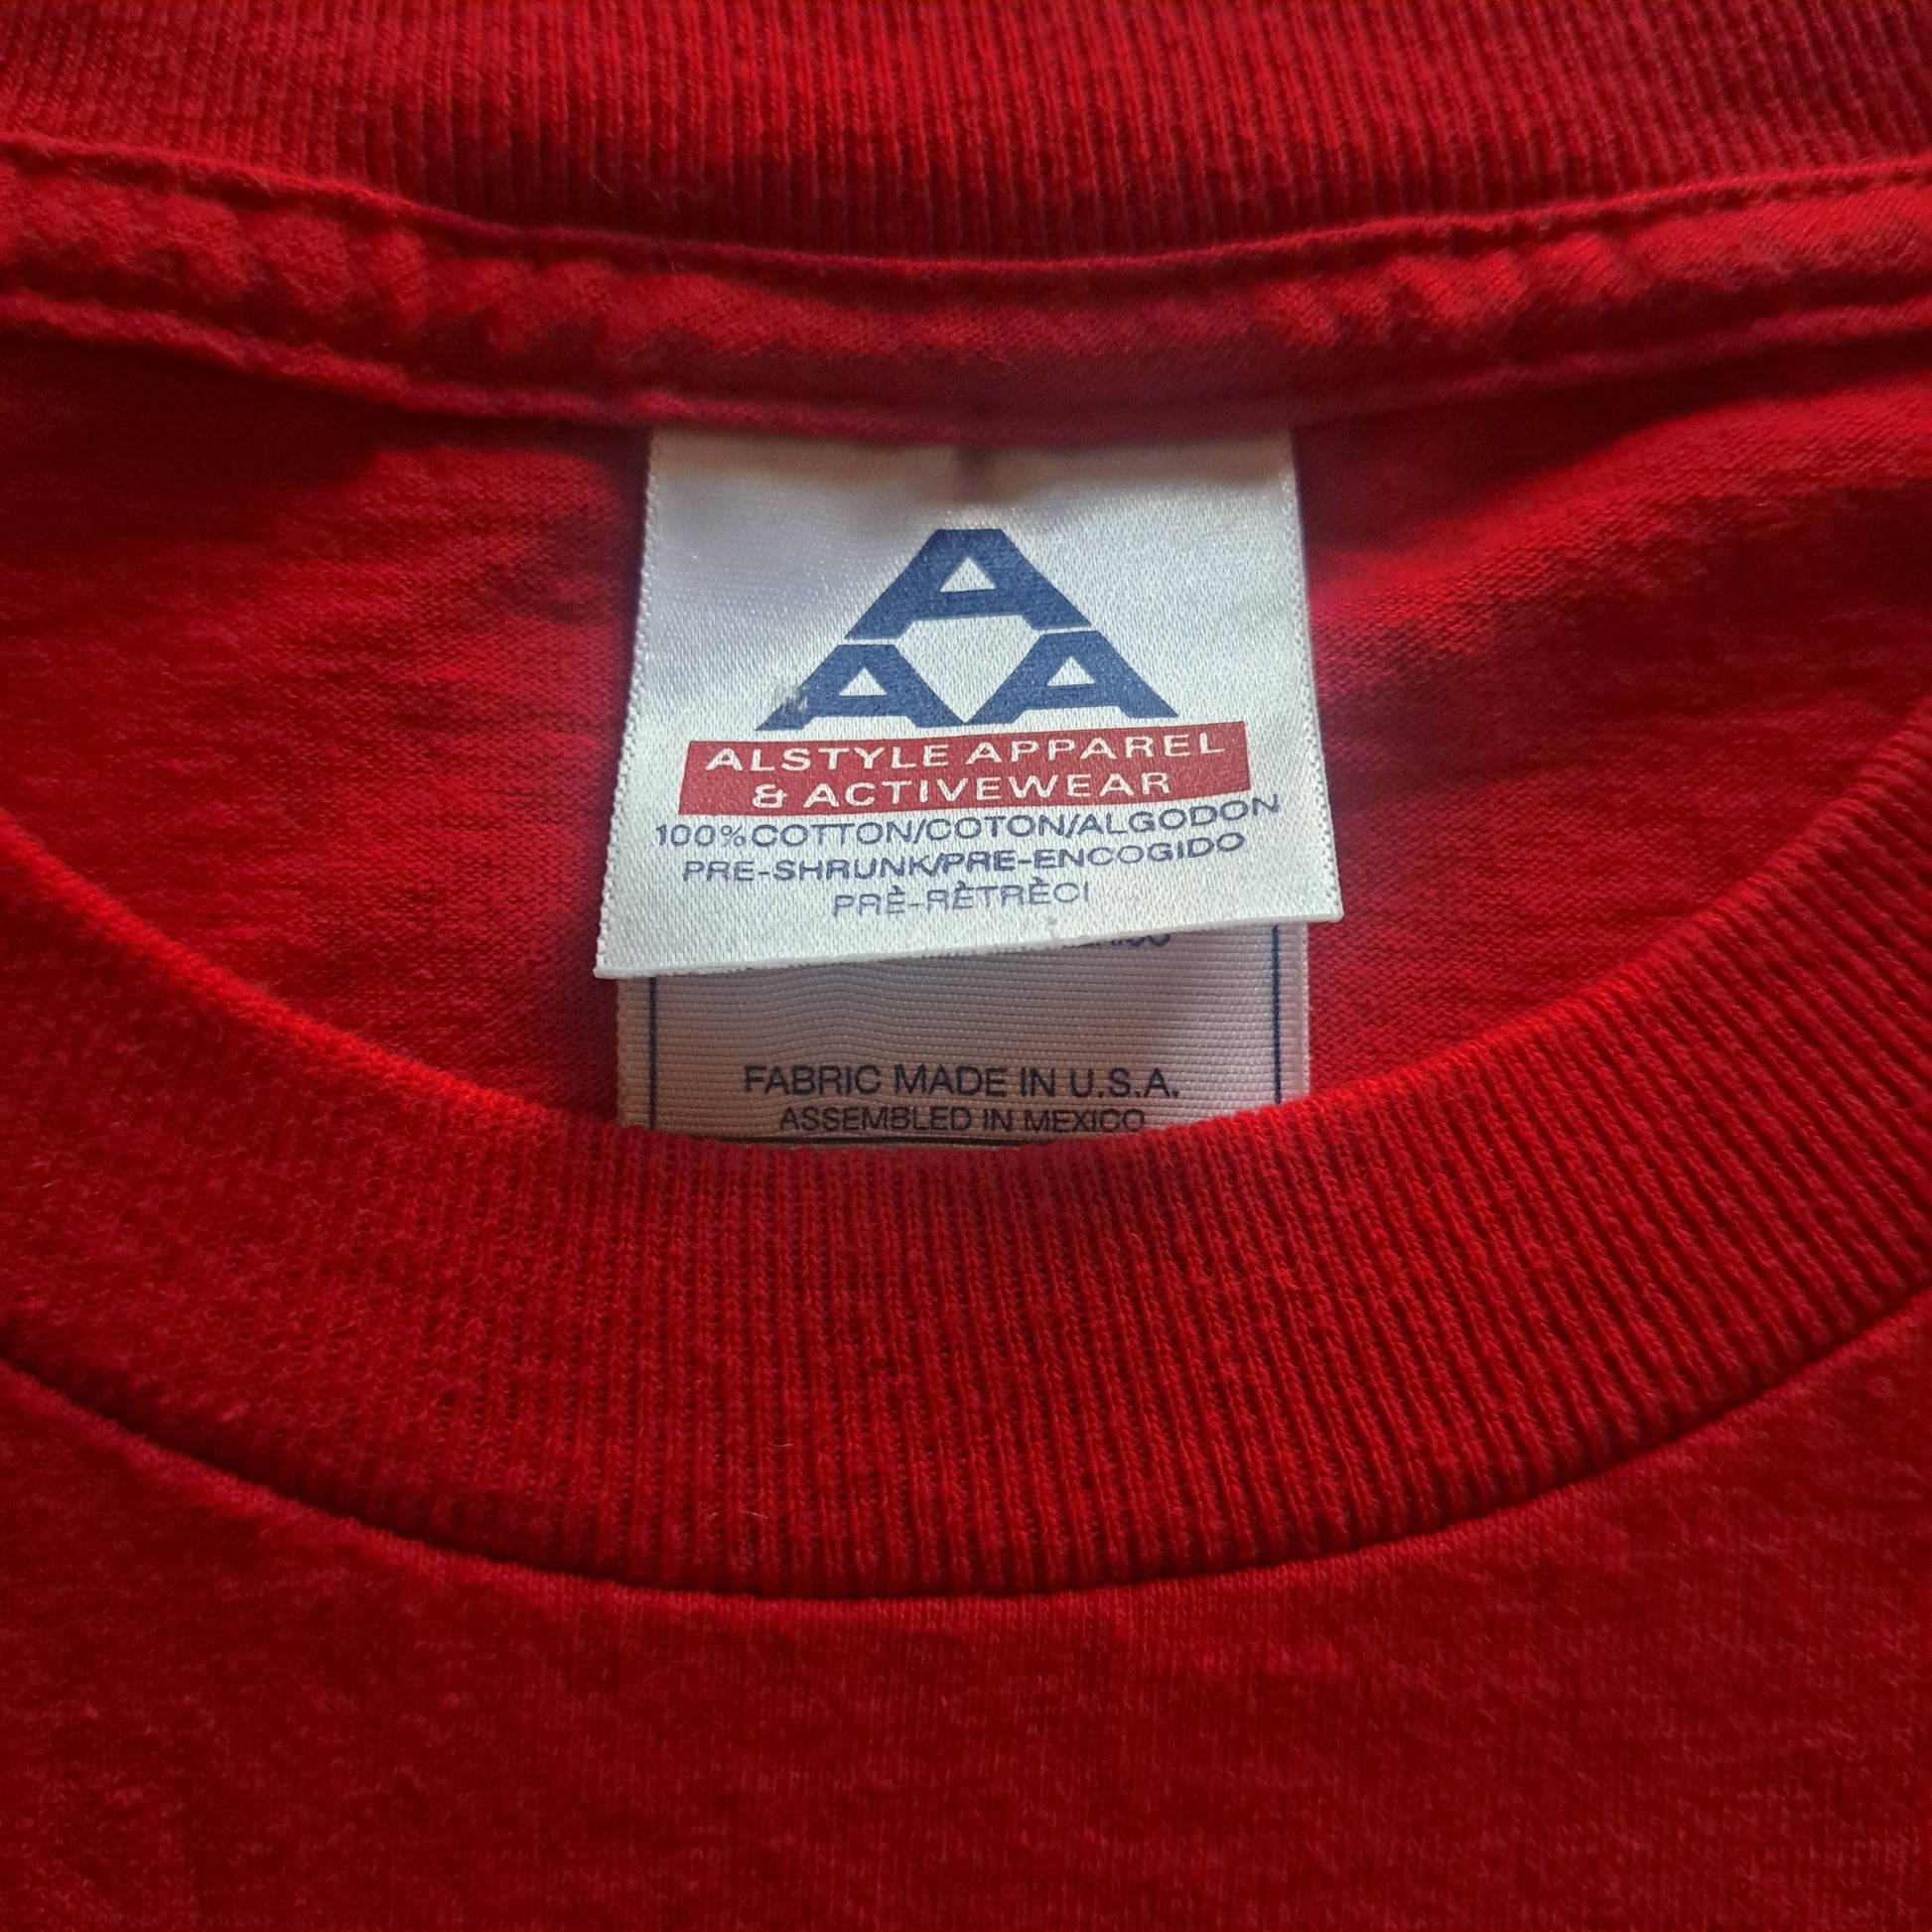 A
A A
ALSTYLE APPAREL
& ACTIVEWEAR
100%COTTON/COTON/ALGODON
PRE-SHRUNK/PRE-ENCOGIDO
PRÈ-RÈTRÈCI
FABRIC MADE IN U.S.A.
ASSEMBLED IN MEXICO